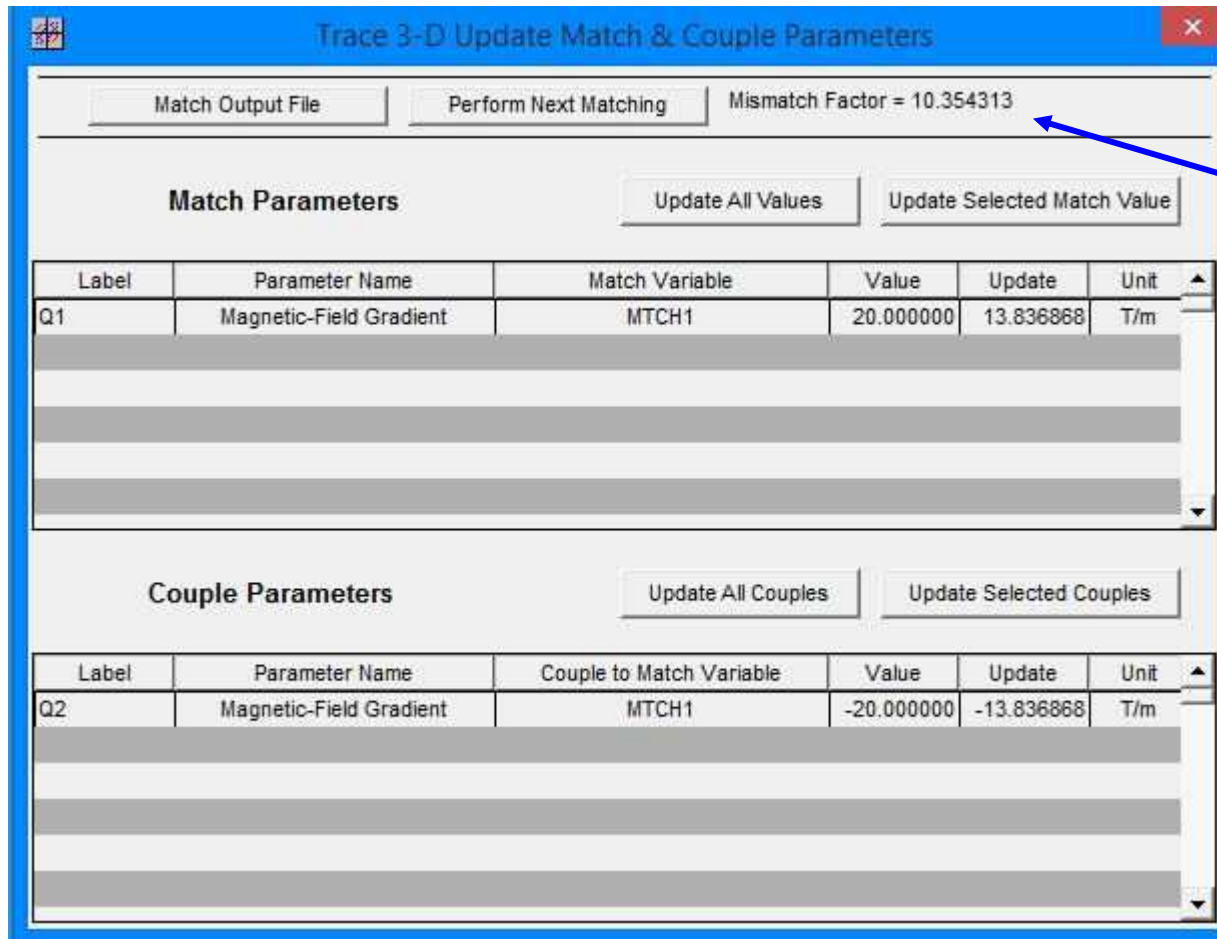 Trace 3-D Update Match & Couple Parameters
Match Output File Perform Next Matching Mismatch Factor = 10.354313
Match Parameters Update All Values Update Selected Match Value
Label Parameter Name Match Variable Value Update Unit
Q1 Magnetic-Field Gradient MTCH1 20.000000 13.836868 T/m
Couple Parameters Update All Couples Update Selected Couples
Label Parameter Name Couple to Match Variable Value Update Unit
Q2 Magnetic-Field Gradient MTCH1 -20.000000 -13.836868 T/m